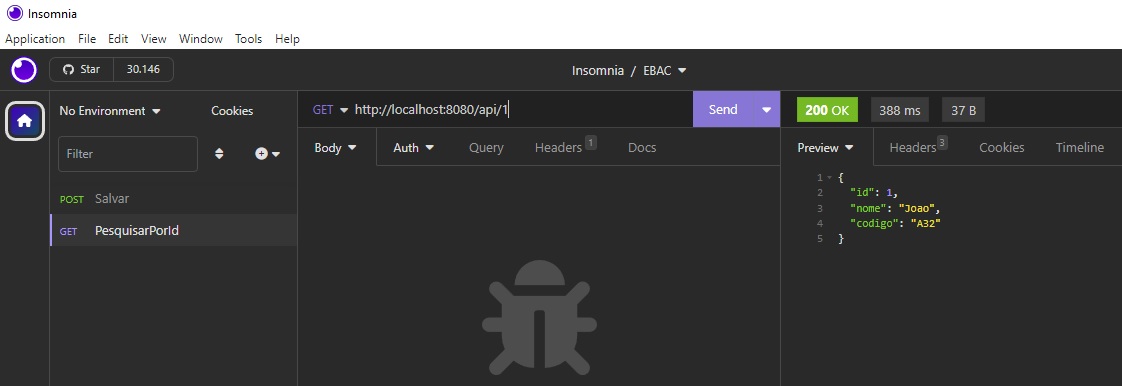 Insomnia
Application File Edit View Window Tools Help
Star 30.146
Insomnia / EBAC
No Environment Cookies
Filter
POST Salvar
GET PesquisarPorId
GET http://localhost:8080/api/1 Send
Body Auth Query Headers 1 Docs
200 OK 388 ms 37 B
Preview Headers 3 Cookies Timeline
1 {
2 "id": 1,
3 "nome": "Joao",
4 "codigo": "A32"
5 }